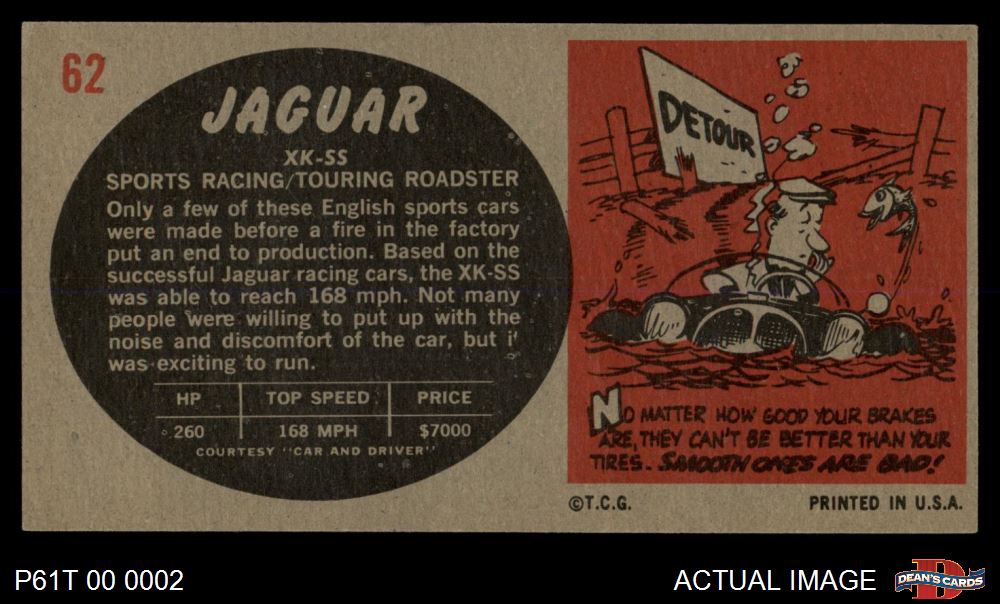 62
JAGUAR
XK-SS
SPORTS RACING/TOURING ROADSTER
Only a few of these English sports cars
were made before a fire in the factory
put an end to production. Based on the
successful Jaguar racing cars, the XK-SS
was able to reach 168 mph. Not many
people were willing to put up with the
noise and discomfort of the car, but i'
was exciting to run.
HP TOP SPEED PRICE
260 168 MPH $7000
COURTESY "CAR AND DRIVER"
DETOUR
NO MATTER HOW GOOD YOUR BRAKES
ARE, THEY CAN'T BE BETTER THAN YOUR
TIRES. SMOOTH ONES ARE BAD!
©T.C.G. PRINTED IN U.S.A.
P61T 00 0002
ACTUAL IMAGE
D
DEAN'S CARDS